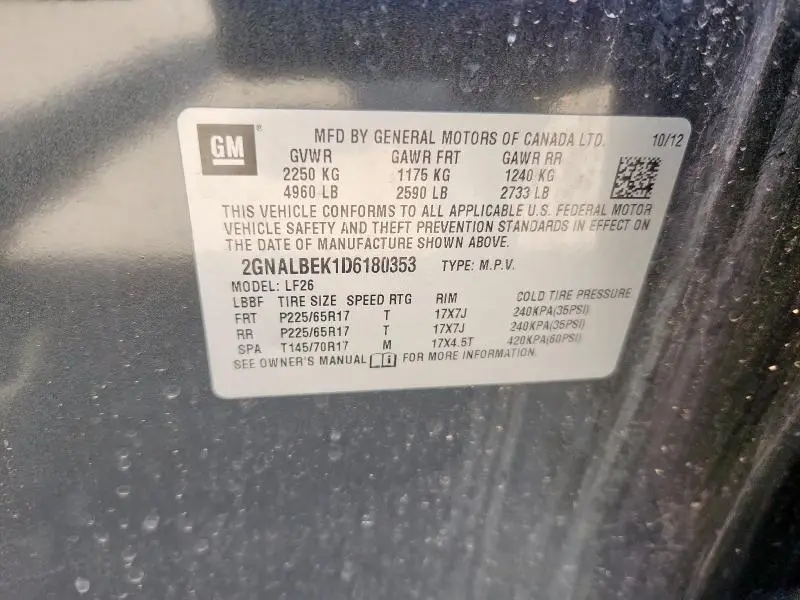 GM ® MFD BY GENERAL MOTORS OF CANADA LTD. 10/12
GVWR GAWR FRT GAWR RR
2250 KG 1175 KG 1240 KG
4960 LB 2590 LB 2733 LB
THIS VEHICLE CONFORMS TO ALL APPLICABLE U.S. FEDERAL MOTOR
VEHICLE SAFETY AND THEFT PREVENTION STANDARDS IN EFFECT ON
THE DATE OF MANUFACTURE SHOWN ABOVE.
2GNALBEK1D6180353 TYPE: M.P.V.
MODEL: LF26
LBBF TIRE SIZE SPEED RTG RIM COLD TIRE PRESSURE
FRT P225/65R17 T 17X7J 240KPA(35PSI)
RR P225/65R17 T 17X7J 240KPA(35PSI)
SPA T145/70R17 M 17X4.5T 420KPA(60PSI)
SEE OWNER'S MANUAL i FOR MORE INFORMATION.